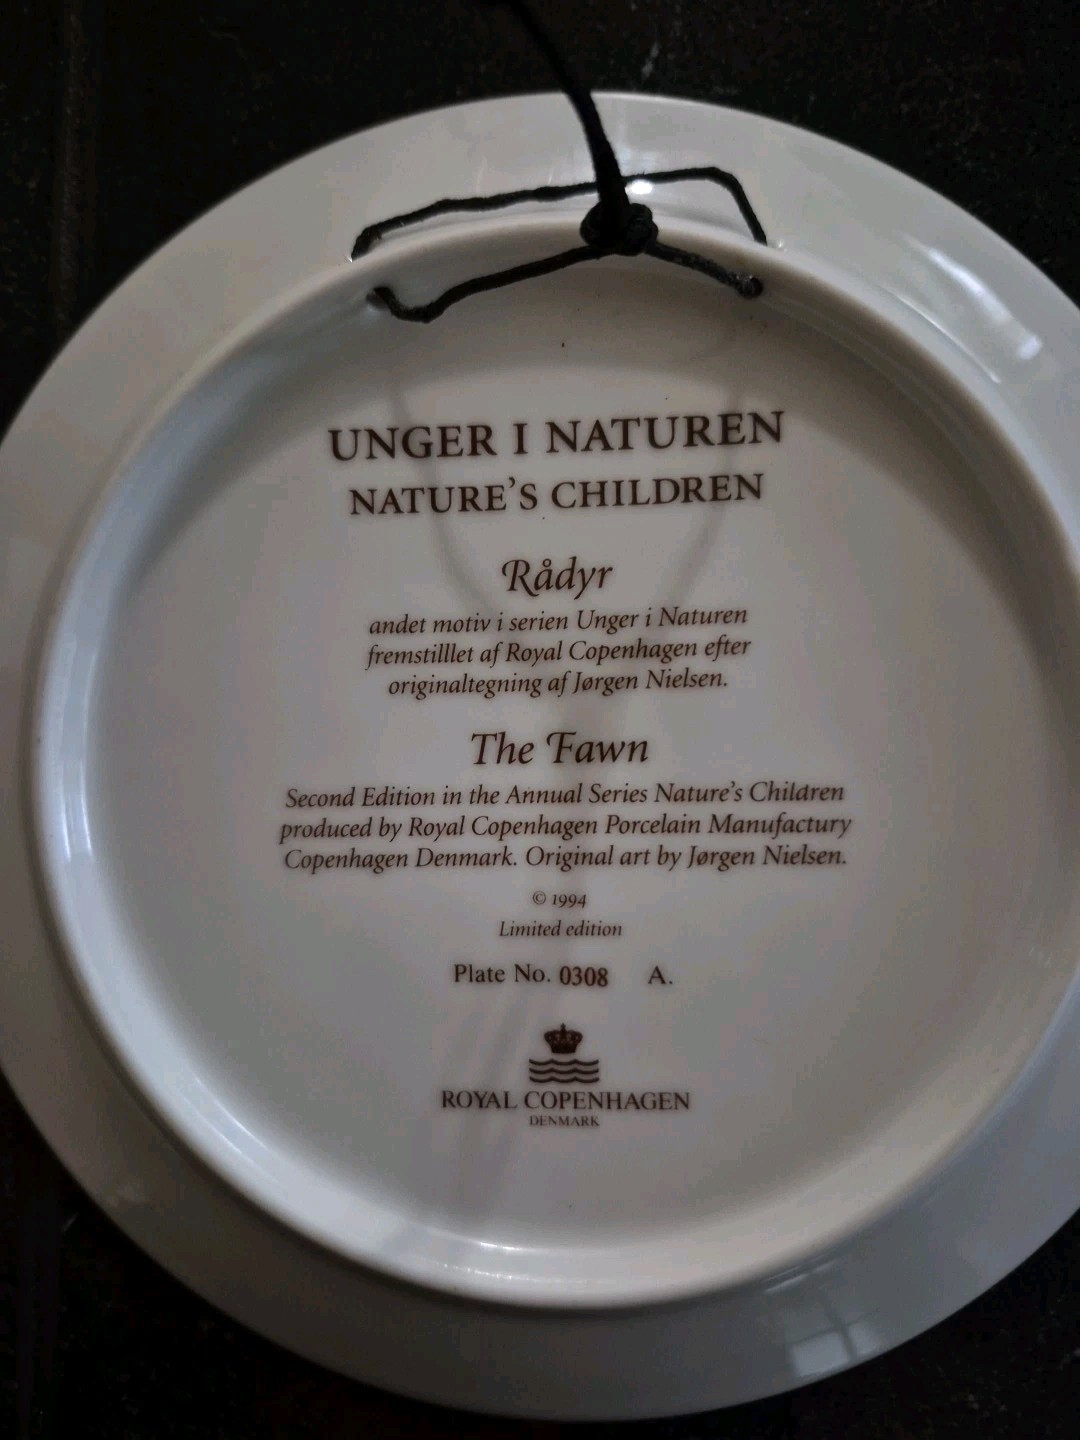 UNGER I NATUREN
NATURE'S CHILDREN
Rådyr
andet motiv i serien Unger i Naturen
fremstilllet af Royal Copenhagen efter
originaltegning af Jørgen Nielsen.
The Fawn
Second Edition in the Annual Series Nature's Children
produced by Royal Copenhagen Porcelain Manufactury
Copenhagen Denmark. Original art by Jørgen Nielsen.
© 1994
Limited edition
Plate No. 0308 A.
ROYAL COPENHAGEN
DENMARK